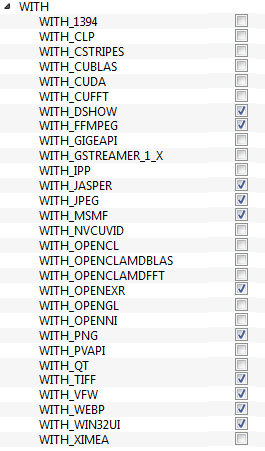 WITH
WITH_1394
WITH_CLP
WITH_CSTRIPES
WITH_CUBLAS
WITH_CUDA
WITH_CUFFT
WITH_DSHOW
WITH_FFMPEG
WITH_GIGEAPI
WITH_GSTREAMER_1_X
WITH_IPP
WITH_JASPER
WITH_JPEG
WITH_MSMF
WITH_NVCUVID
WITH_OPENCL
WITH_OPENCLAMDBLAS
WITH_OPENCLAMDFFT
WITH_OPENEXR
WITH_OPENGL
WITH_OPENNI
WITH_PNG
WITH_PVAPI
WITH_QT
WITH_TIFF
WITH_VFW
WITH_WEBP
WITH_WIN32UI
WITH_XIMEA